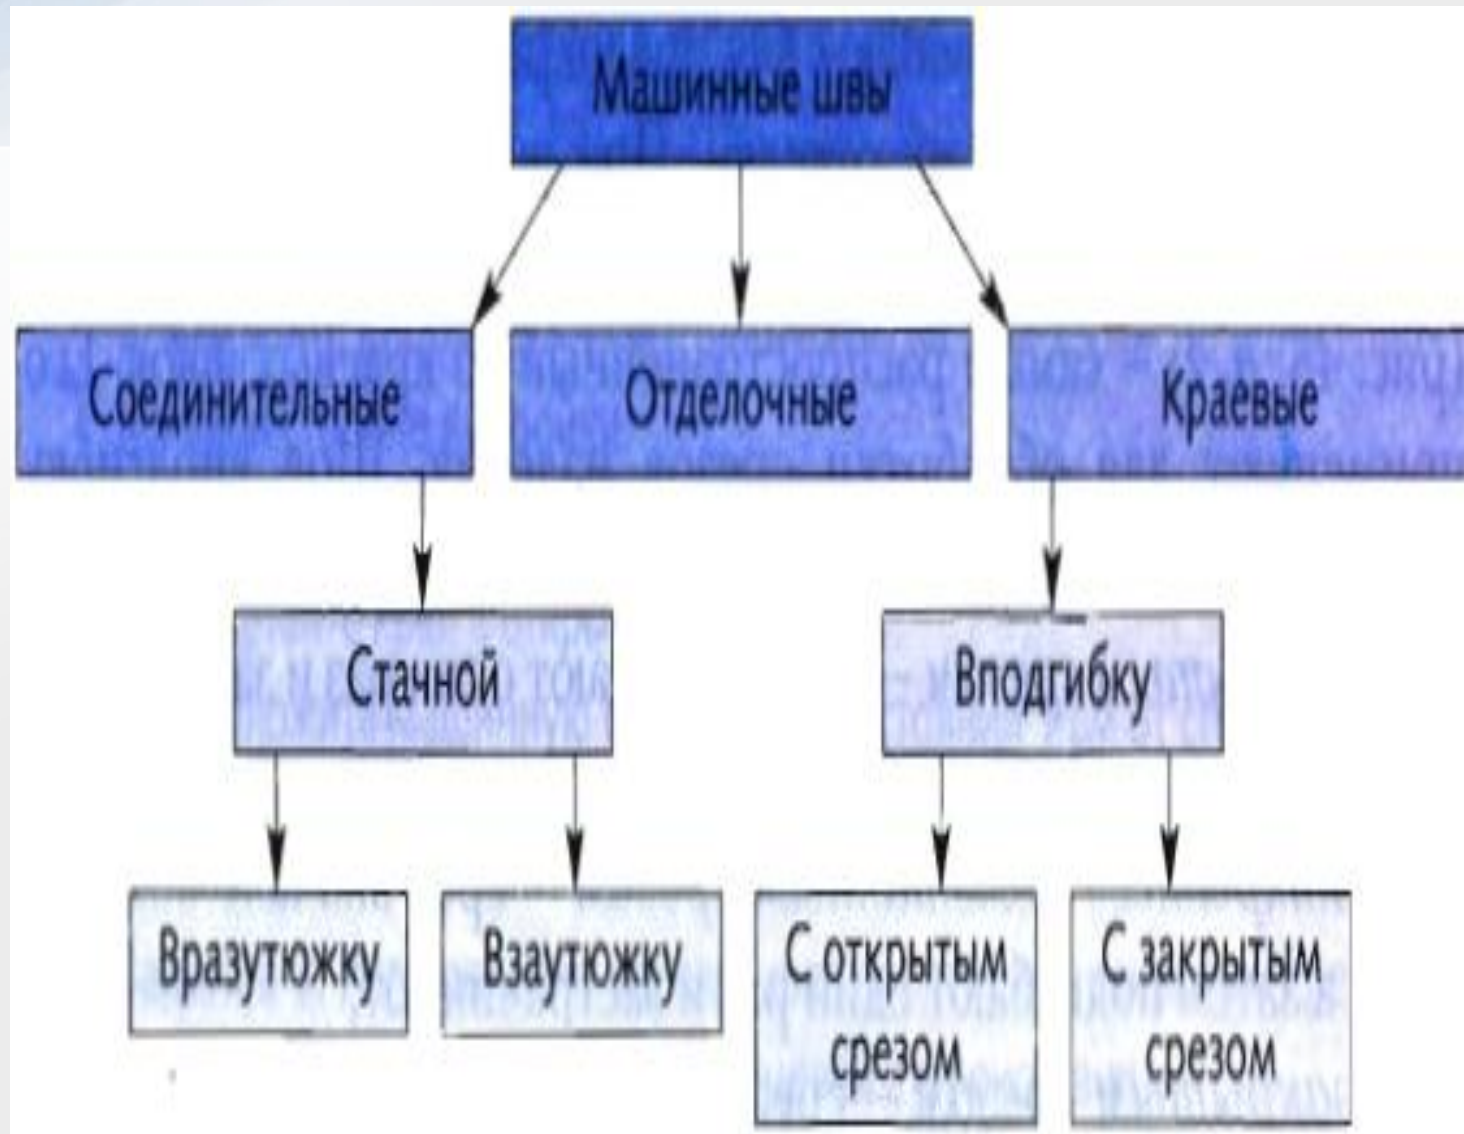 Машинные швы
Соединительные
Отделочные
Краевые
Стачной
Вподгибку
Вразутюжку
Взаутюжку
С открытым
срезом
С закрытым
срезом